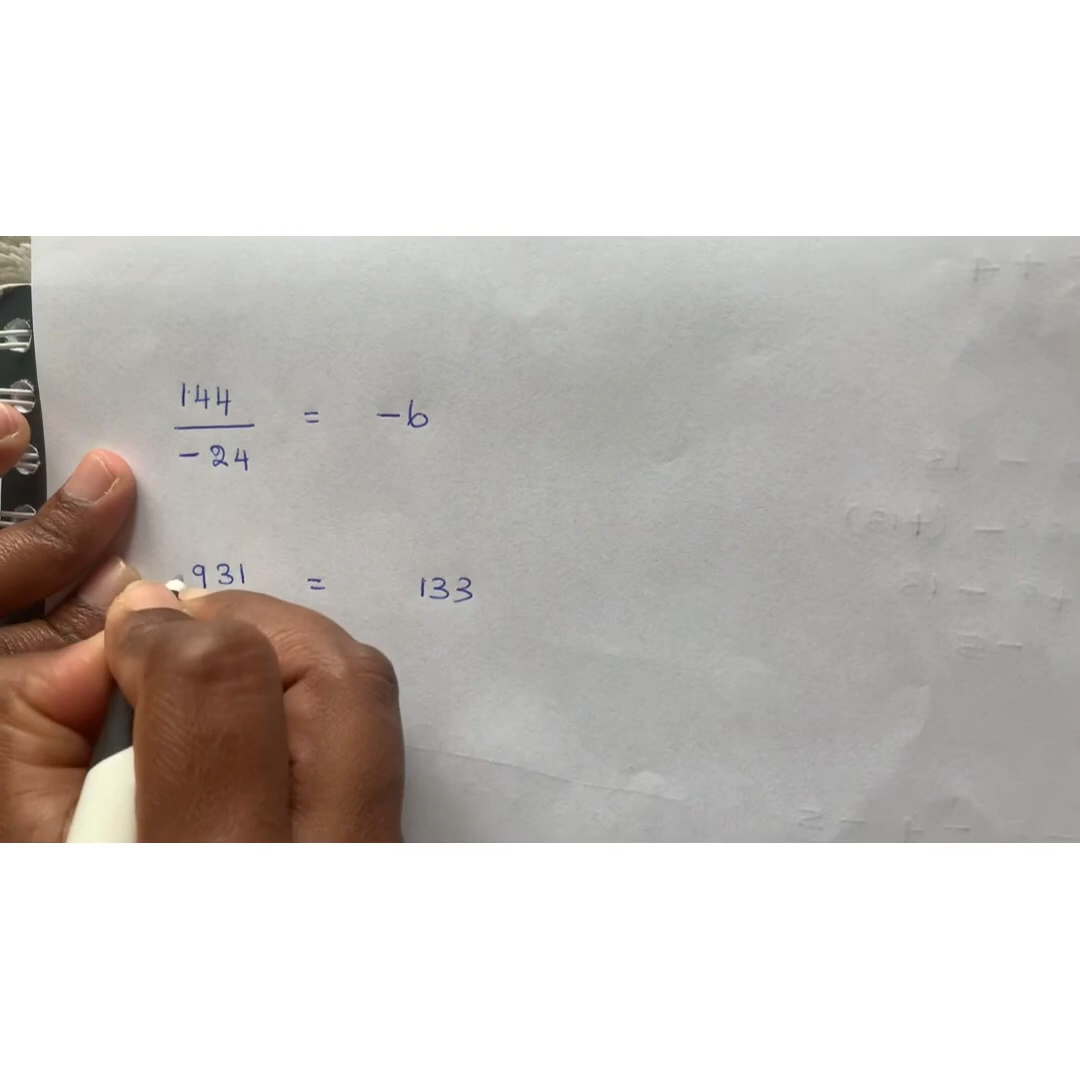 144
—— = -6
-24
931 = 133